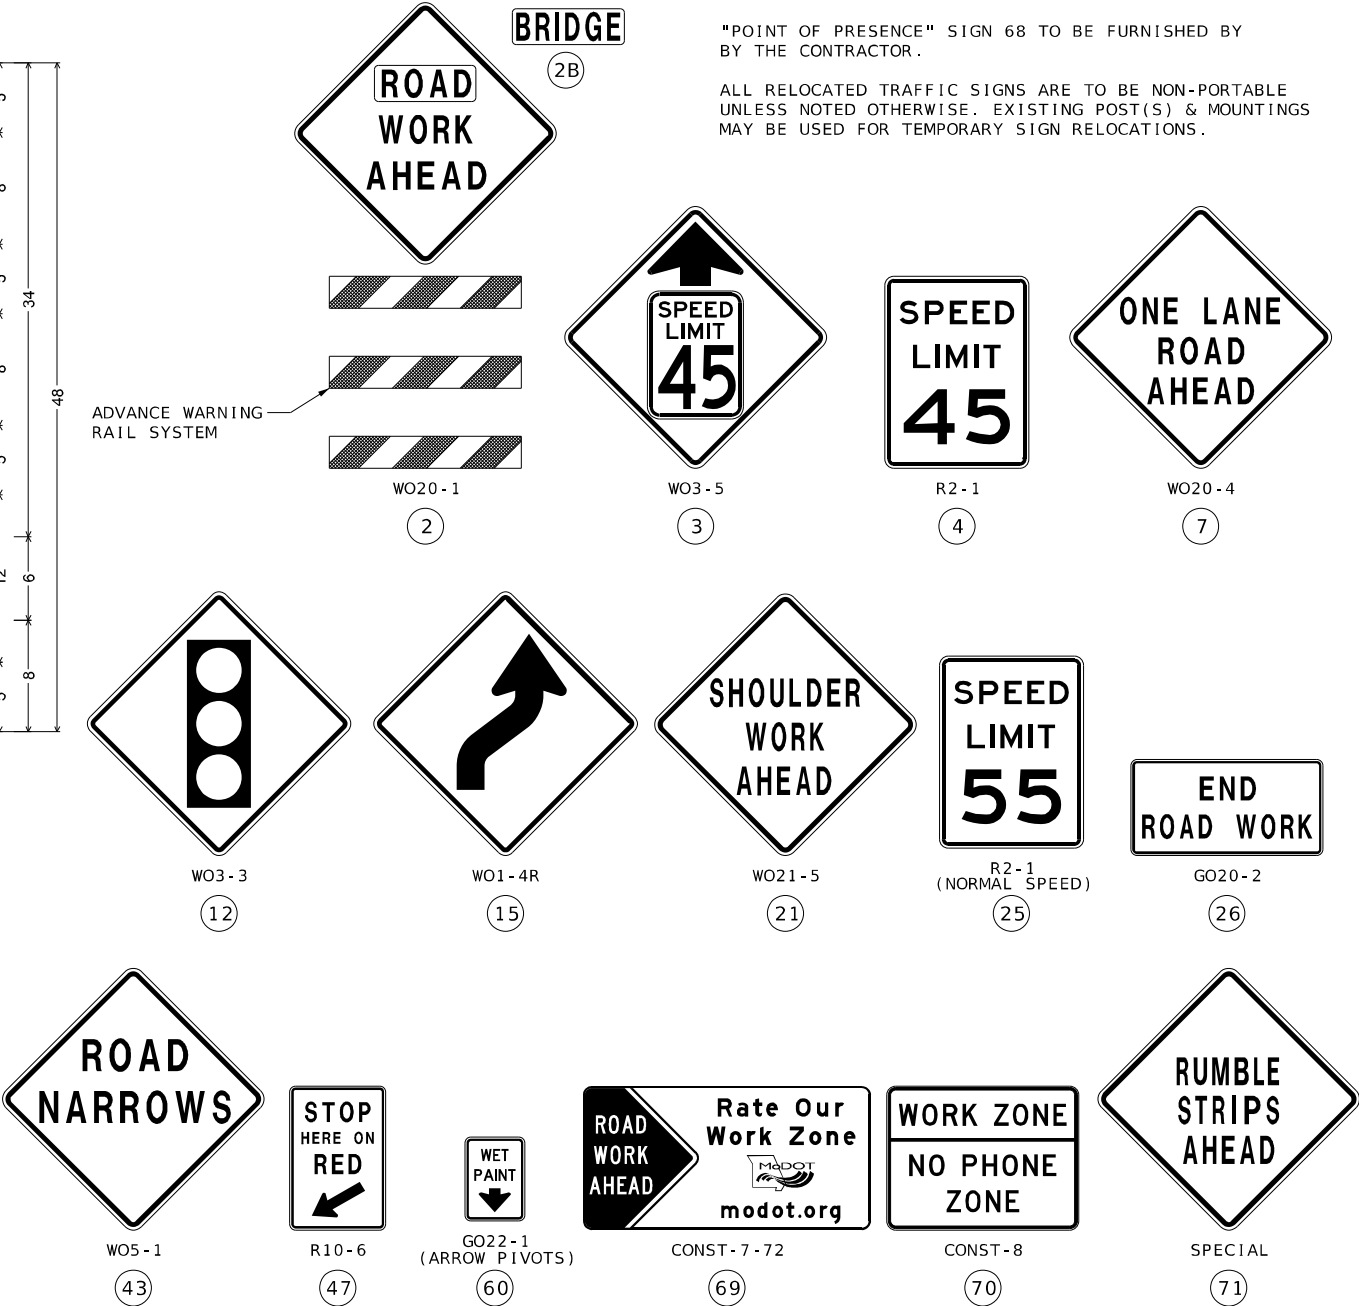 "POINT OF PRESENCE" SIGN 68 TO BE FURNISHED BY
BY THE CONTRACTOR.
ALL RELOCATED TRAFFIC SIGNS ARE TO BE NON-PORTABLE
UNLESS NOTED OTHERWISE. EXISTING POST(S) & MOUNTINGS
MAY BE USED FOR TEMPORARY SIGN RELOCATIONS.
BRIDGE
2B
ROAD
WORK
AHEAD
34
48
6
8
ADVANCE WARNING
RAIL SYSTEM
WO20-1
2
SPEED
LIMIT
45
WO3-5
3
SPEED
LIMIT
45
R2-1
4
ONE LANE
ROAD
AHEAD
WO20-4
7
WO3-3
12
WO1-4R
15
SHOULDER
WORK
AHEAD
WO21-5
21
SPEED
LIMIT
55
R2-1
(NORMAL SPEED)
25
END
ROAD WORK
GO20-2
26
ROAD
NARROWS
WO5-1
43
STOP
HERE ON
RED
R10-6
47
WET
PAINT
GO22-1
(ARROW PIVOTS)
60
ROAD
WORK
AHEAD
Rate Our
Work Zone
MoDOT
modot.org
CONST-7-72
69
WORK ZONE
NO PHONE
ZONE
CONST-8
70
RUMBLE
STRIPS
AHEAD
SPECIAL
71